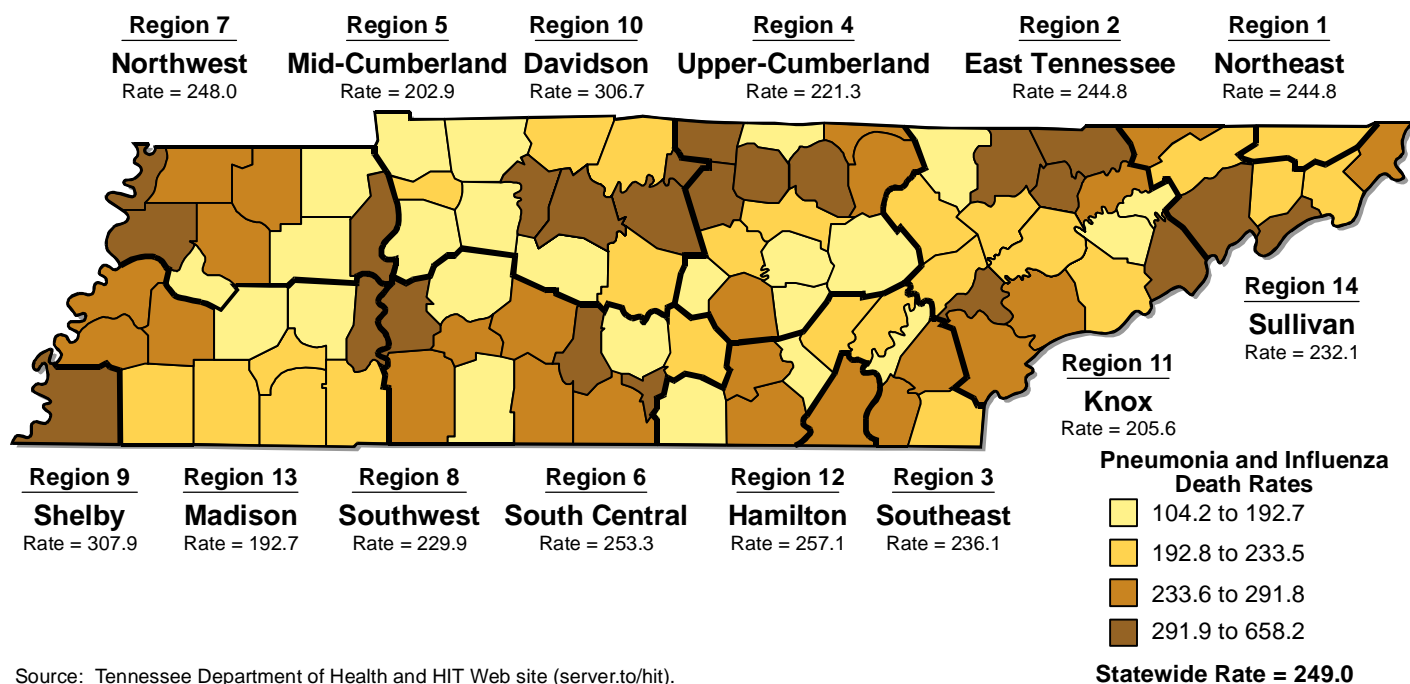 Region 7
Northwest
Rate = 248.0
Region 5
Mid-Cumberland
Rate = 202.9
Region 10
Davidson
Rate = 306.7
Region 4
Upper-Cumberland
Rate = 221.3
Region 2
East Tennessee
Rate = 244.8
Region 1
Northeast
Rate = 244.8
Region 14
Sullivan
Rate = 232.1
Region 11
Knox
Rate = 205.6
Region 9
Shelby
Rate = 307.9
Region 13
Madison
Rate = 192.7
Region 8
Southwest
Rate = 229.9
Region 6
South Central
Rate = 253.3
Region 12
Hamilton
Rate = 257.1
Region 3
Southeast
Rate = 236.1
Pneumonia and Influenza
Death Rates
104.2 to 192.7
192.8 to 233.5
233.6 to 291.8
291.9 to 658.2
Statewide Rate = 249.0
Source: Tennessee Department of Health and HIT Web site (server.to/hit).